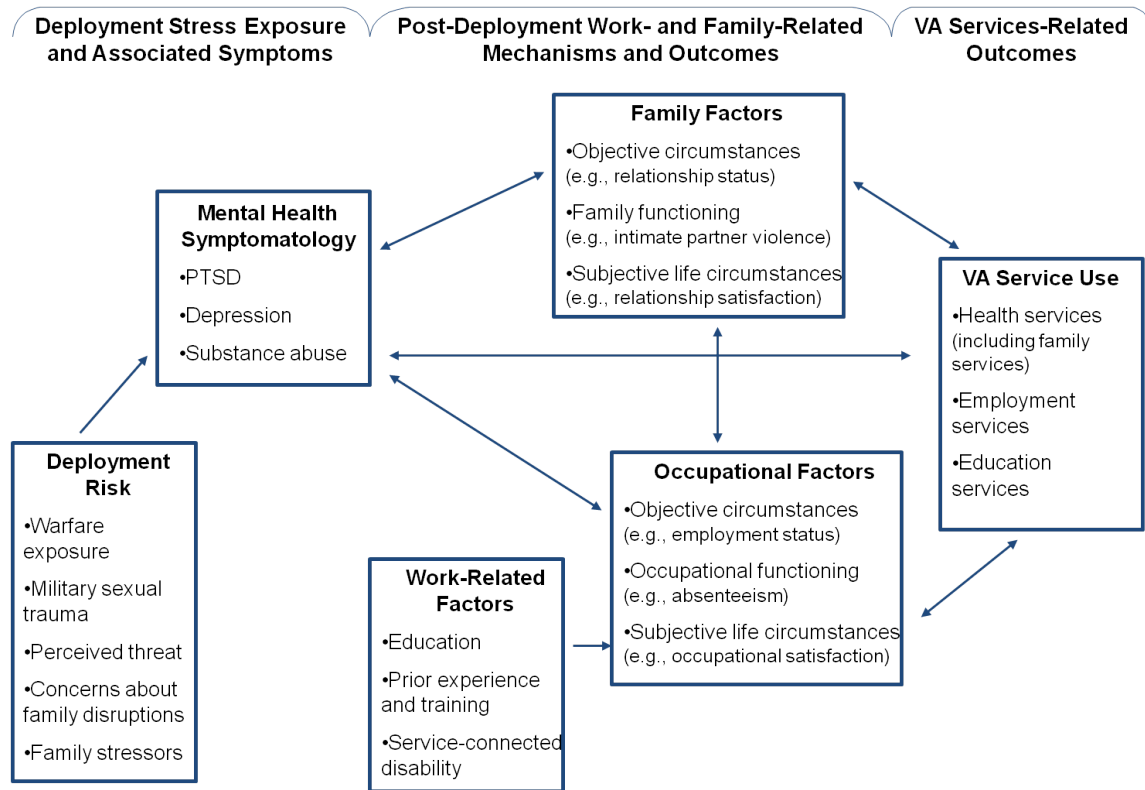 Deployment Stress Exposure
and Associated Symptoms
Post-Deployment Work- and Family-Related
Mechanisms and Outcomes
VA Services-Related
Outcomes
Family Factors
•Objective circumstances
(e.g., relationship status)
•Family functioning
(e.g., intimate partner violence)
•Subjective life circumstances
(e.g., relationship satisfaction)
Mental Health
Symptomatology
•PTSD
•Depression
•Substance abuse
VA Service Use
•Health services
(including family
services)
•Employment
services
•Education
services
Deployment
Risk
•Warfare
exposure
•Military sexual
trauma
•Perceived threat
•Concerns about
family disruptions
•Family stressors
Occupational Factors
•Objective circumstances
(e.g., employment status)
•Occupational functioning
(e.g., absenteeism)
•Subjective life circumstances
(e.g., occupational satisfaction)
Work-Related
Factors
•Education
•Prior experience
and training
•Service-connected
disability